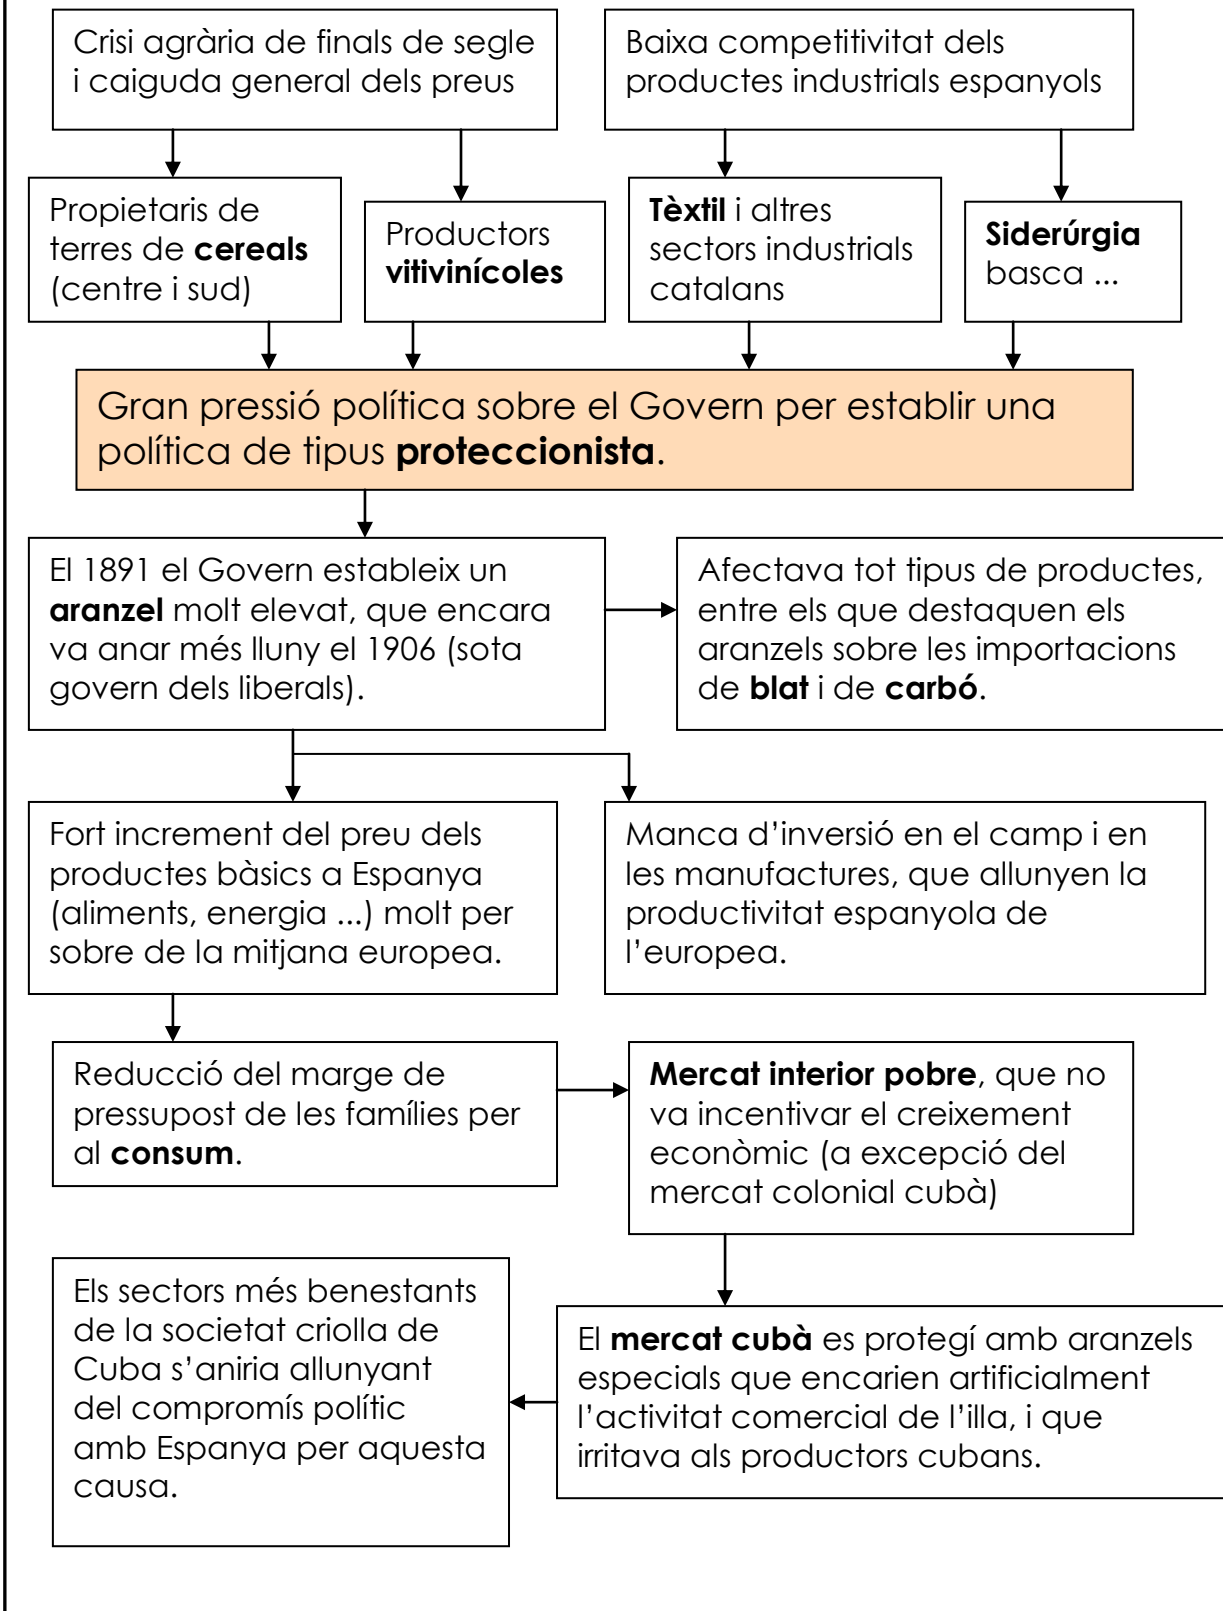 Crisi agrària de finals de segle
i caiguda general dels preus
Baixa competitivitat dels
productes industrials espanyols
Propietaris de
terres de cereals
(centre i sud)
Productors
vitivinícoles
Tèxtil i altres
sectors industrials
catalans
Siderúrgia
basca ...
Gran pressió política sobre el Govern per establir una
política de tipus proteccionista.
El 1891 el Govern estableix un
aranzel molt elevat, que encara
va anar més lluny el 1906 (sota
govern dels liberals).
Afectava tot tipus de productes,
entre els que destaquen els
aranzels sobre les importacions
de blat i de carbó.
Fort increment del preu dels
productes bàsics a Espanya
(aliments, energia ...) molt per
sobre de la mitjana europea.
Manca d’inversió en el camp i en
les manufactures, que allunyen la
productivitat espanyola de
l’europea.
Reducció del marge de
pressupost de les famílies per
al consum.
Mercat interior pobre, que no
va incentivar el creixement
econòmic (a excepció del
mercat colonial cubà)
Els sectors més benestants
de la societat criolla de
Cuba s’aniria allunyant
del compromís polític
amb Espanya per aquesta
causa.
El mercat cubà es protegí amb aranzels
especials que encarien artificialment
l’activitat comercial de l’illa, i que
irritava als productors cubans.